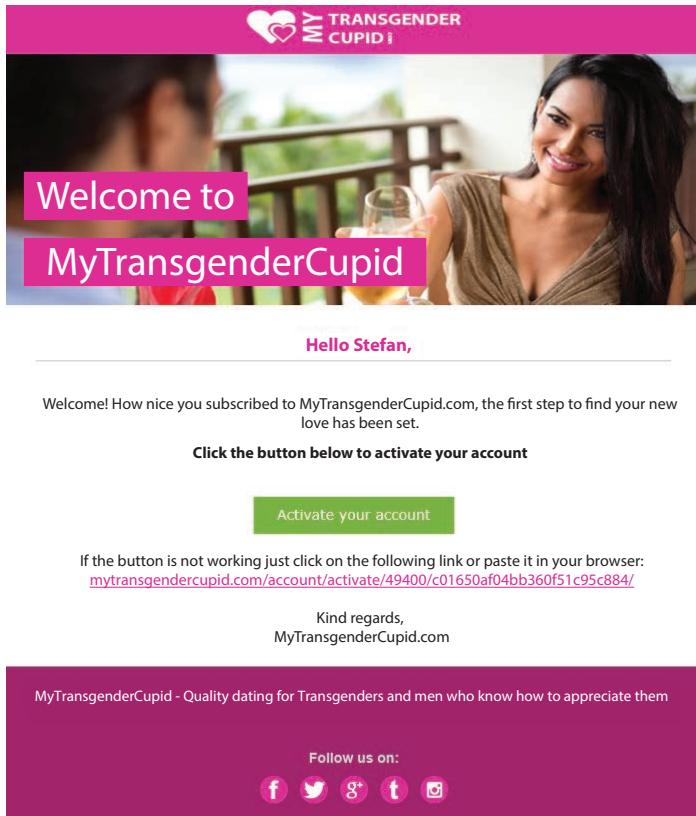 MY TRANSGENDER
CUPID
Welcome to
MyTransgenderCupid
Hello Stefan,
Welcome! How nice you subscribed to MyTransgenderCupid.com, the first step to find your new
love has been set.
Click the button below to activate your account
Activate your account
If the button is not working just click on the following link or paste it in your browser:
mytransgendercupid.com/account/activate/49400/c01650af04bb360f51c95c884/
Kind regards,
MyTransgenderCupid.com
MyTransgenderCupid - Quality dating for Transgenders and men who know how to appreciate them
Follow us on:
f
g+
t